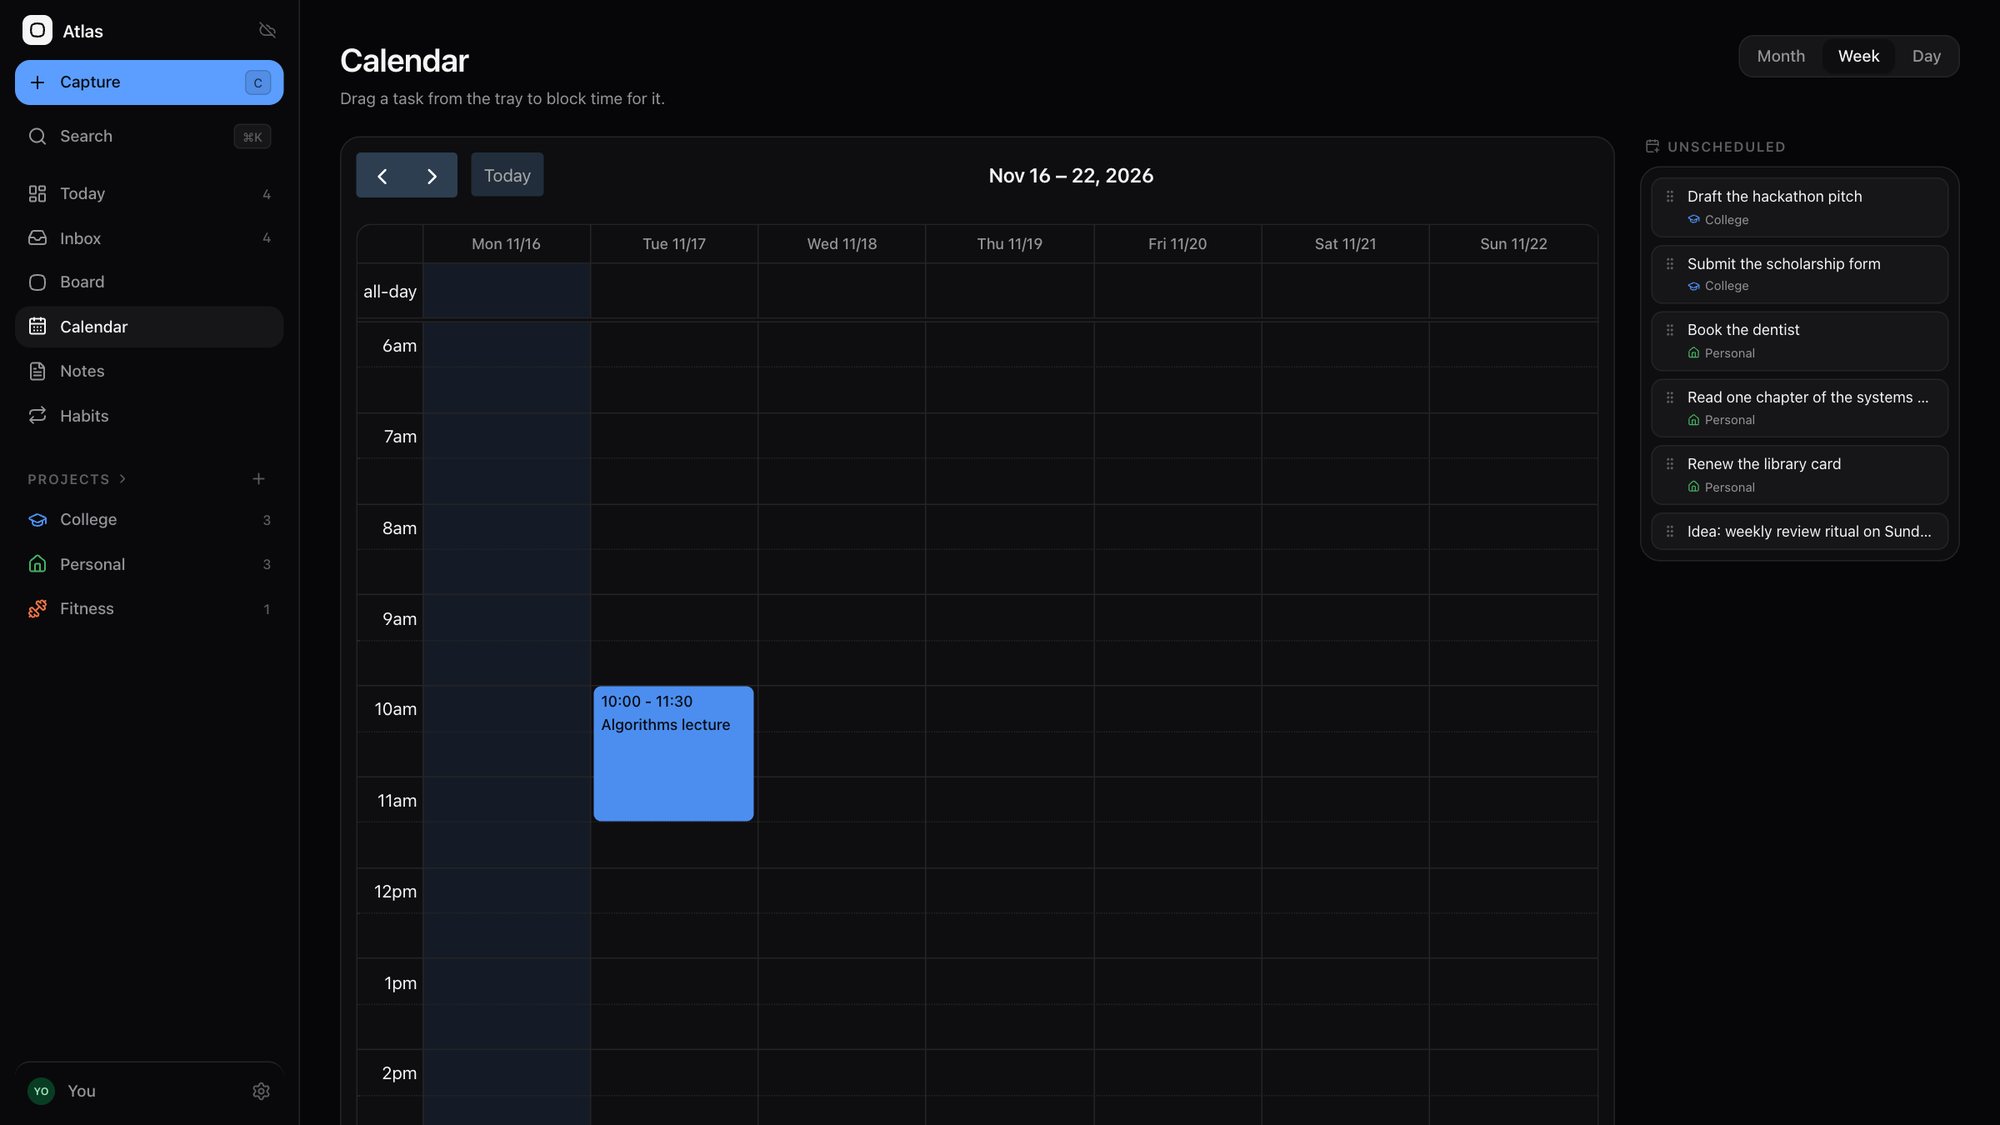 Atlas
Capture C
Search ⌘K
Today 4
Inbox 4
Board
Calendar
Notes
Habits
PROJECTS
College 3
Personal 3
Fitness 1
YO You
Calendar
Drag a task from the tray to block time for it.
Month Week Day
Today
Nov 16 – 22, 2026
Mon 11/16 Tue 11/17 Wed 11/18 Thu 11/19 Fri 11/20 Sat 11/21 Sun 11/22
all-day
6am
7am
8am
9am
10am
10:00 - 11:30
Algorithms lecture
11am
12pm
1pm
2pm
UNSCHEDULED
Draft the hackathon pitch
College
Submit the scholarship form
College
Book the dentist
Personal
Read one chapter of the systems ...
Personal
Renew the library card
Personal
Idea: weekly review ritual on Sund...